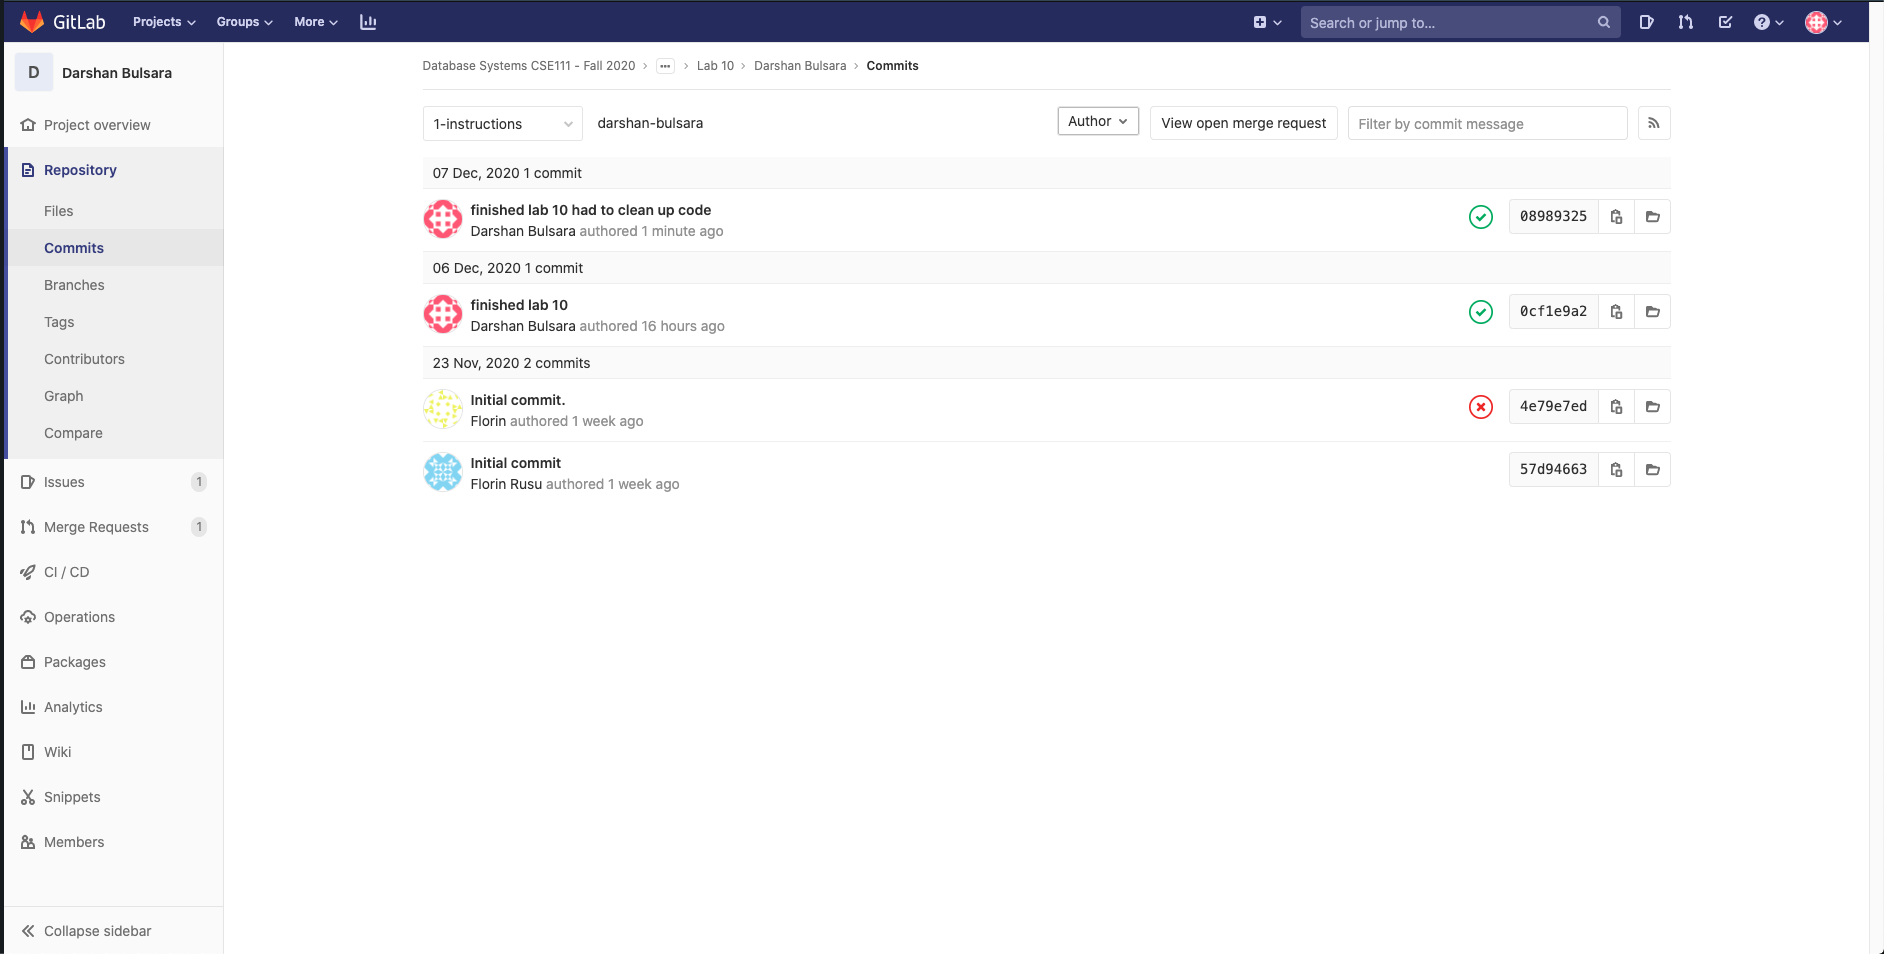 GitLab Projects Groups More Search or jump to...
D Darshan Bulsara
Database Systems CSE111 - Fall 2020 > ... > Lab 10 > Darshan Bulsara > Commits
Project overview
Repository
Files
Commits
Branches
Tags
Contributors
Graph
Compare
Issues 1
Merge Requests 1
CI / CD
Operations
Packages
Analytics
Wiki
Snippets
Members
Collapse sidebar
1-instructions darshan-bulsara Author View open merge request Filter by commit message
07 Dec, 2020 1 commit
finished lab 10 had to clean up code
Darshan Bulsara authored 1 minute ago
08989325
06 Dec, 2020 1 commit
finished lab 10
Darshan Bulsara authored 16 hours ago
0cf1e9a2
23 Nov, 2020 2 commits
Initial commit.
Florin authored 1 week ago
4e79e7ed
Initial commit
Florin Rusu authored 1 week ago
57d94663